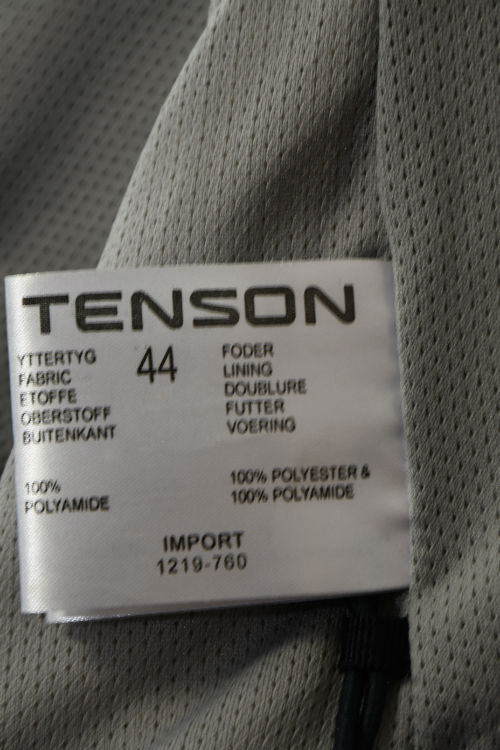 TENSON
YTTERTYG
FABRIC
ETOFFE
OBERSTOFF
BUITENKANT
44
FODER
LINING
DOUBLURE
FUTTER
VOERING
100%
POLYAMIDE
100% POLYESTER &
100% POLYAMIDE
IMPORT
1219-760